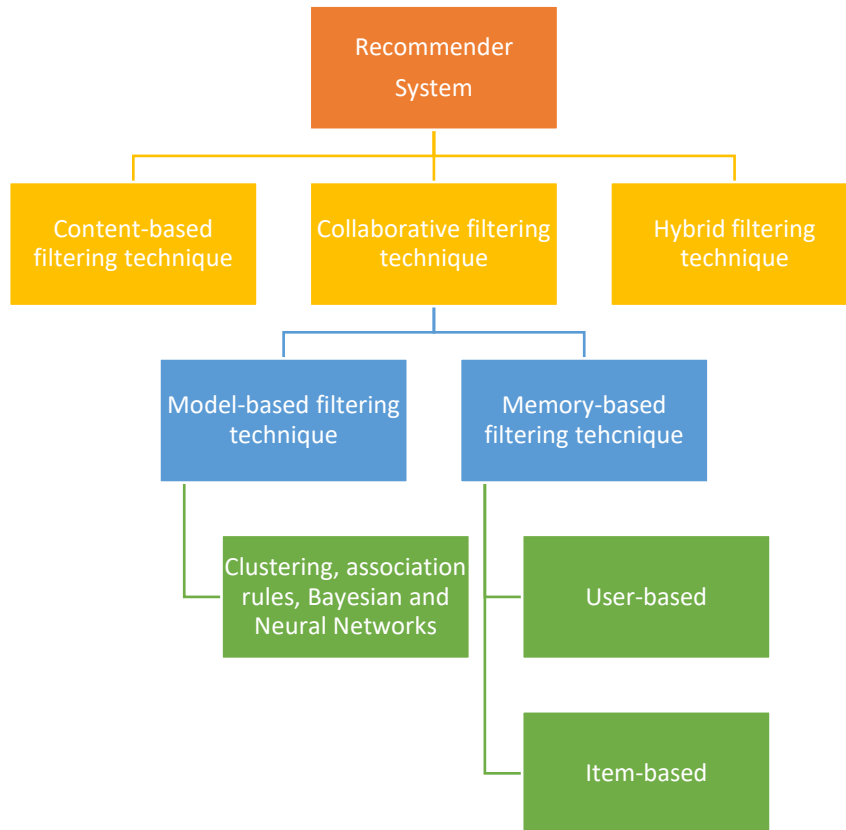 Recommender
System
Content-based
filtering technique
Collaborative filtering
technique
Hybrid filtering
technique
Model-based filtering
technique
Memory-based
filtering tehcnique
Clustering, association
rules, Bayesian and
Neural Networks
User-based
Item-based